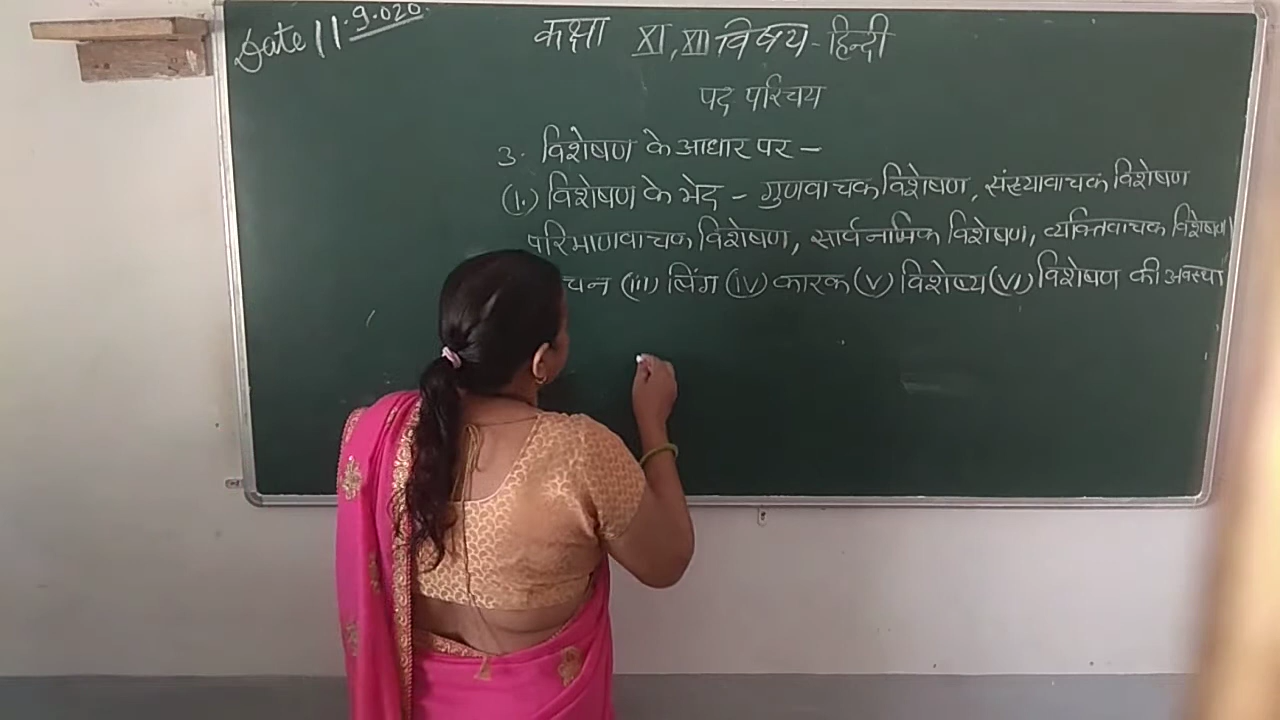 Date 11.9.020.
कक्षा XI, XII विषय - हिन्दी
पद परिचय
3. विशेषण के आधार पर -
(i.) विशेषण के भेद - गुणवाचक विशेषण, संख्यावाचक विशेषण
परिमाणवाचक विशेषण, सार्वनामिक विशेषण, व्यक्तिवाचक विशेषण।
चन (iii) लिंग (iv) कारक (v) विशेष्य (vi) विशेषण की अवस्था